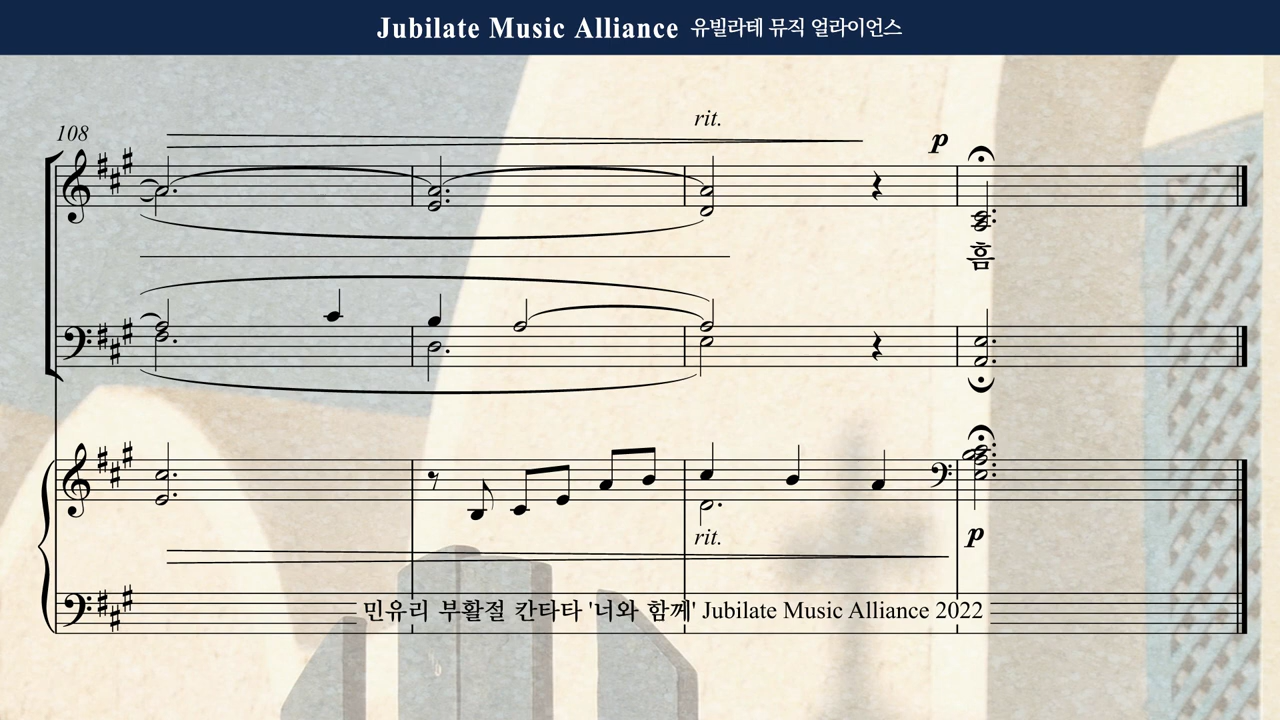 Jubilate Music Alliance 유빌라테 뮤직 얼라이언스
108
rit.
p
흠
rit.
p
민유리 부활절 칸타타 '너와 함께' Jubilate Music Alliance 2022